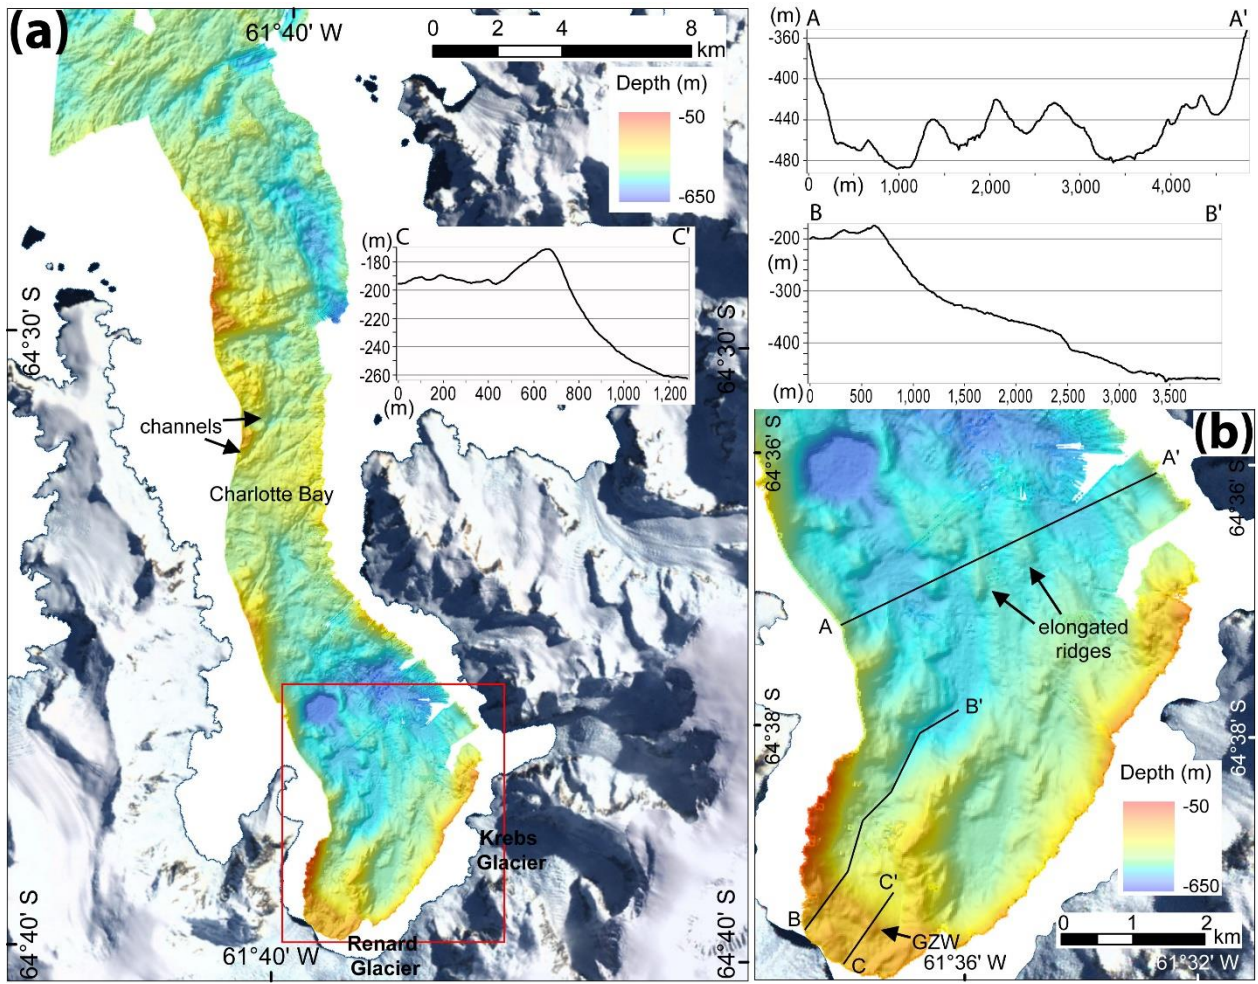 (a)
61°40' W
0 2 4 8
km
Depth (m)
-50
-650
64°30' S
64°30' S
(m) C C'
-180
-200
-220
-240
-260
0 200 400 600 800 1,000 1,200
(m)
channels
Charlotte Bay
Krebs
Glacier
Renard
Glacier
64°40' S
61°40' W
64°40' S
(m) A A'
-360
-400
-440
-480
0 (m) 1,000 2,000 3,000 4,000
B B'
-200
(m)
-300
-400
(m) 0 500 1,000 1,500 2,000 2,500 3,000 3,500
(b)
64°36' S
64°36' S
A'
A
elongated
ridges
B'
64°38' S
64°38' S
Depth (m)
-50
-650
C'
B
GZW
C
0 1 2
km
61°36' W
61°32' W